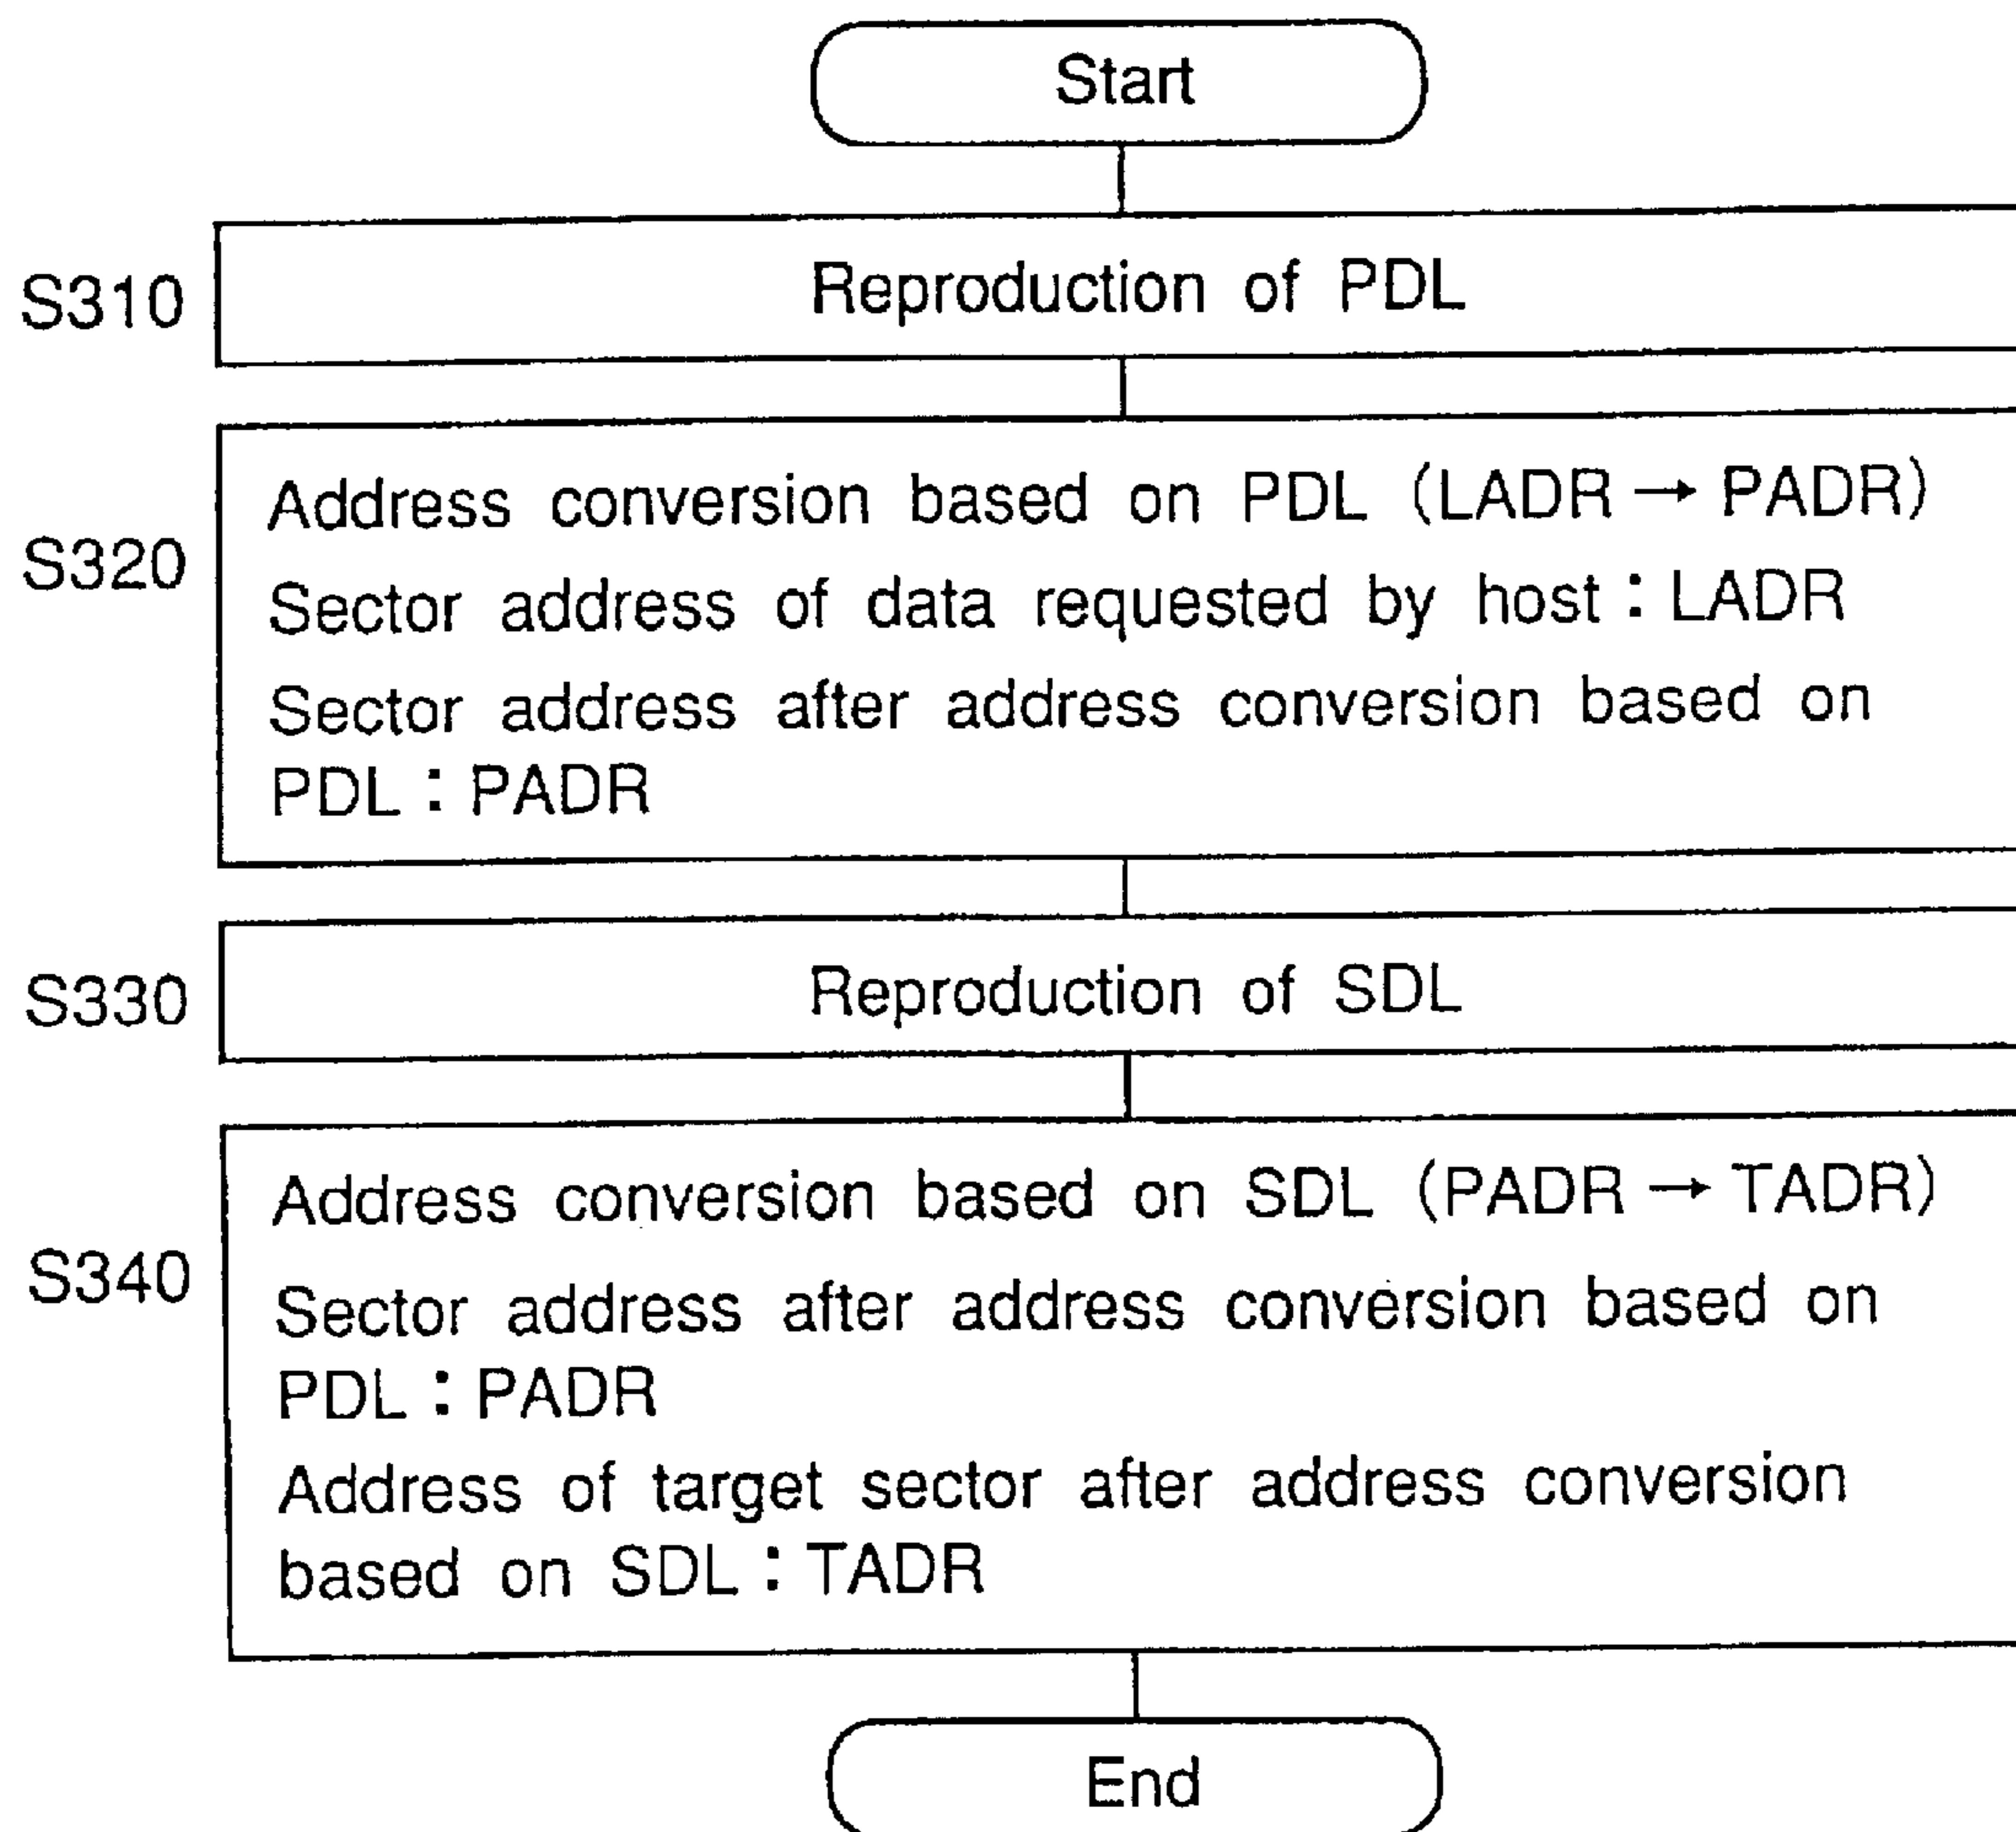 Start
S310
Reproduction of PDL
S320
Address conversion based on PDL (LADR → PADR)
Sector address of data requested by host : LADR
Sector address after address conversion based on
PDL : PADR
S330
Reproduction of SDL
S340
Address conversion based on SDL (PADR → TADR)
Sector address after address conversion based on
PDL : PADR
Address of target sector after address conversion
based on SDL : TADR
End